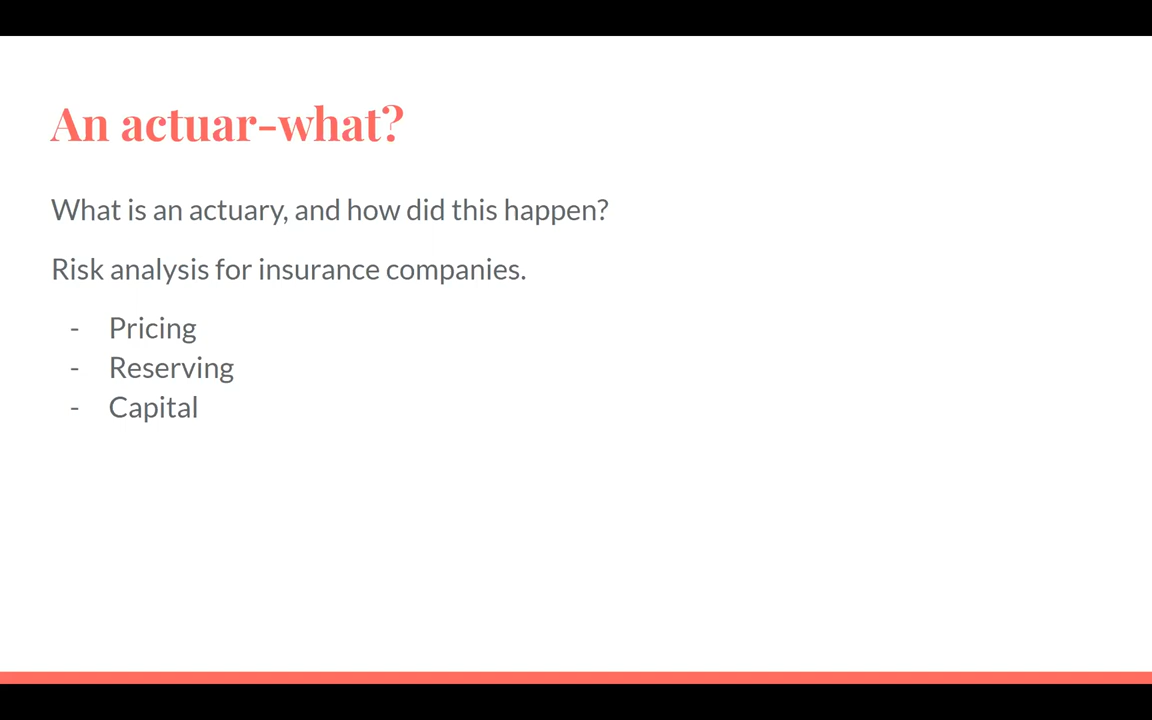 An actuar-what?
What is an actuary, and how did this happen?
Risk analysis for insurance companies.
- Pricing
- Reserving
- Capital